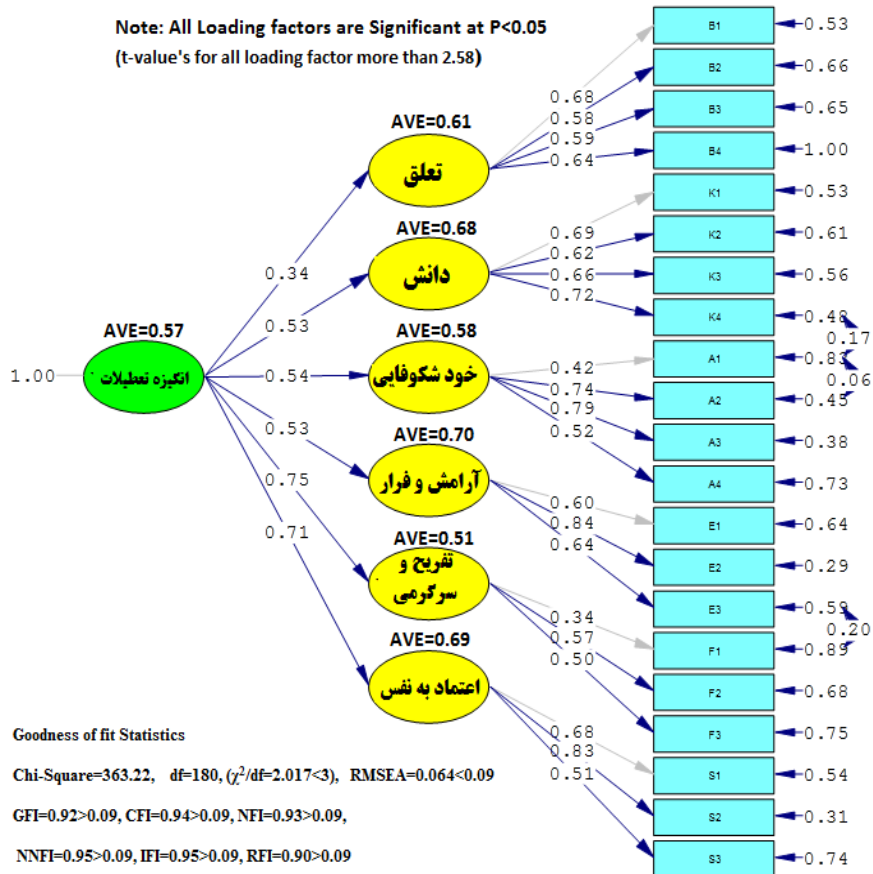 Note: All Loading factors are Significant at P<0.05
(t-value's for all loading factor more than 2.58)
1.00
AVE=0.57
انگیزه تعطیلات
0.34
0.53
0.54
0.53
0.75
0.71
AVE=0.61
تعلق
AVE=0.68
دانش
AVE=0.58
خود شکوفایی
AVE=0.70
آرامش و فرار
AVE=0.51
تفریح و
سرگرمی
AVE=0.69
اعتماد به نفس
0.68
0.58
0.59
0.64
0.69
0.62
0.66
0.72
0.42
0.74
0.79
0.52
0.60
0.84
0.64
0.34
0.57
0.50
0.68
0.83
0.51
B1 0.53
B2 0.66
B3 0.65
B4 1.00
K1 0.53
K2 0.61
K3 0.56
K4 0.48
0.17
A1 0.83
0.06
A2 0.45
A3 0.38
A4 0.73
E1 0.64
E2 0.29
E3 0.59
0.20
F1 0.89
F2 0.68
F3 0.75
S1 0.54
S2 0.31
S3 0.74
Goodness of fit Statistics
Chi-Square=363.22, df=180, (χ²/df=2.017<3), RMSEA=0.064<0.09
GFI=0.92>0.09, CFI=0.94>0.09, NFI=0.93>0.09,
NNFI=0.95>0.09, IFI=0.95>0.09, RFI=0.90>0.09